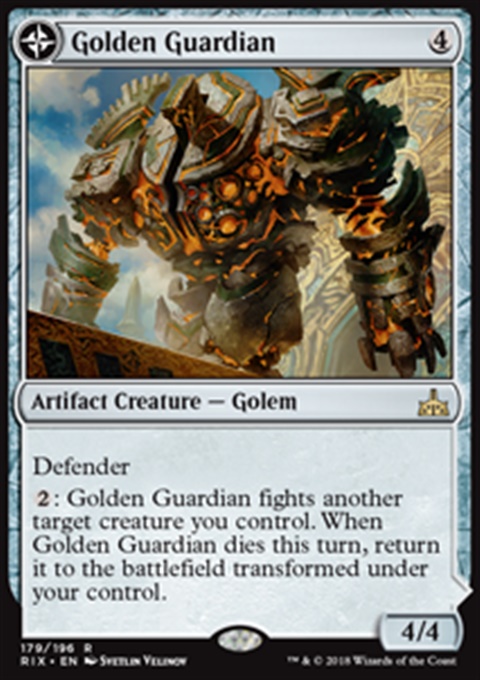 Golden Guardian 4
Artifact Creature — Golem
Defender
2: Golden Guardian fights another
target creature you control. When
Golden Guardian dies this turn, return
it to the battlefield transformed under
your control.
4/4
179/196 R
RIX • EN Svetlin Velinov
™ & © 2018 Wizards of the Coast